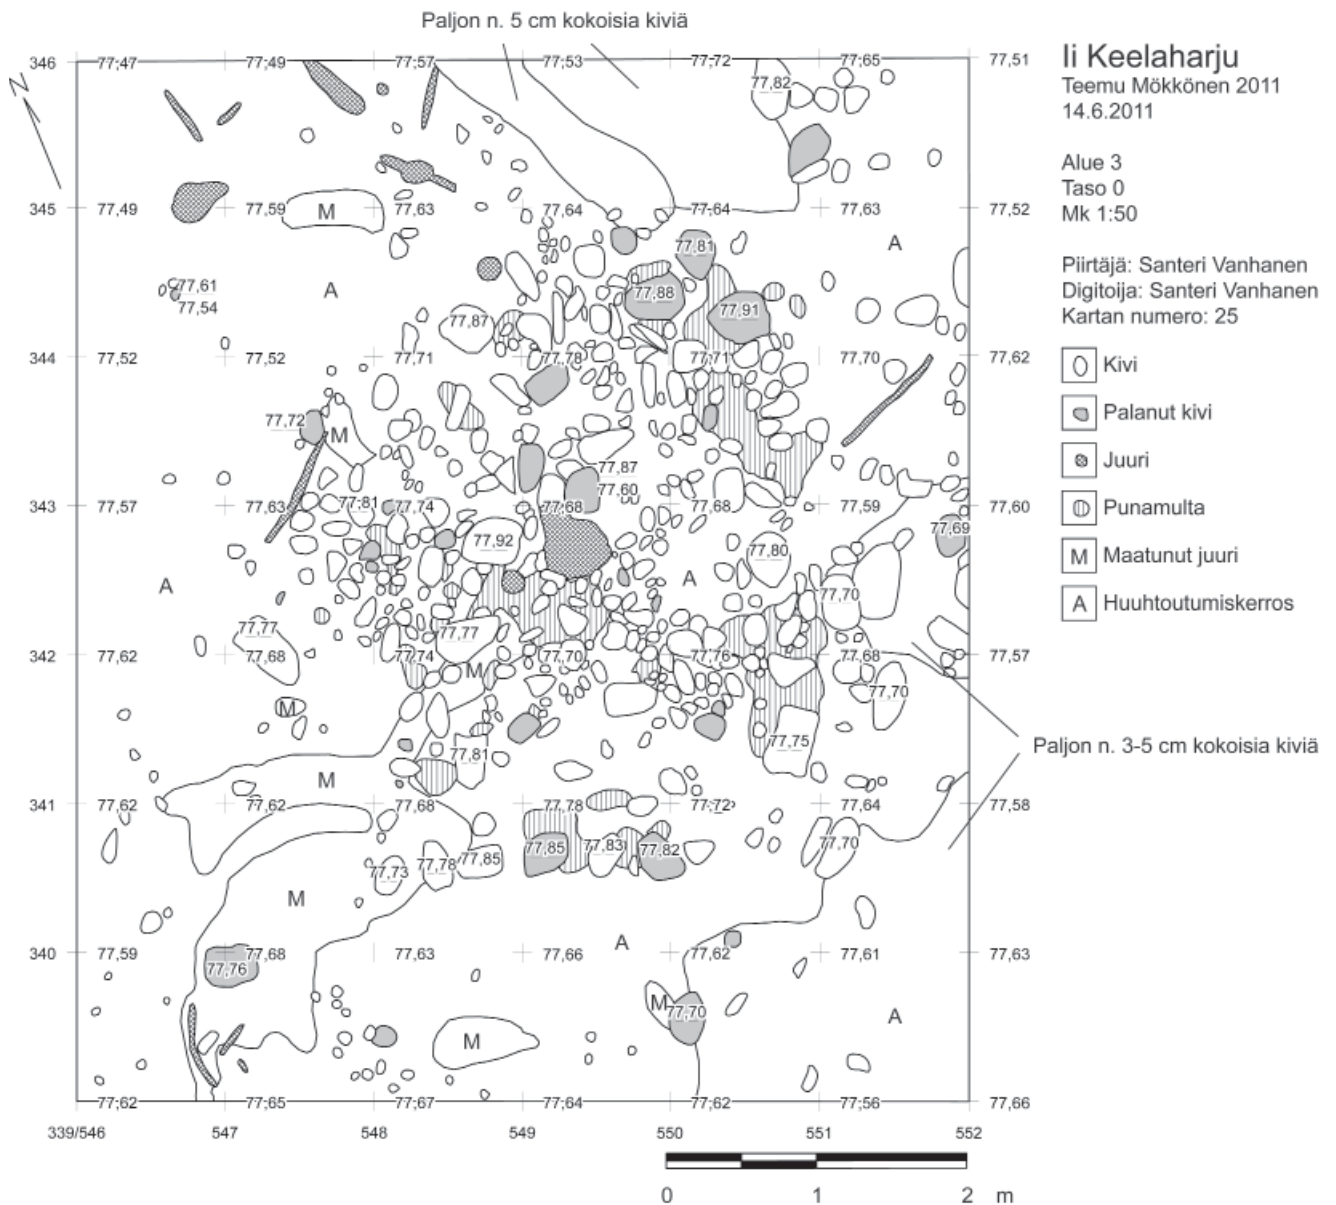 Paljon n. 5 cm kokoisia kiviä
Ii Keelaharju
Teemu Mökkönen 2011
14.6.2011
Alue 3
Taso 0
Mk 1:50
Piirtäjä: Santeri Vanhanen
Digitoija: Santeri Vanhanen
Kartan numero: 25
Kivi
Palanut kivi
Juuri
Punamulta
M Maatunut juuri
A Huuhtoutumiskerros
N
346 77,47 77,49 77,57 77,53 77,72 77,65 77,51
77,82
345 77,49 77,59 77,63 77,64 77,64 77,63 77,52
M
A
77,81
77,61
77,54
A
77,88
77,91
77,87
344 77,52 77,52 77,71 77,78 77,71 77,70 77,62
77,72
M
77,87
77,60
77,81
343 77,57 77,63 77,74 77,68 77,68 77,59 77,60
77,69
77,92
77,80
A
A
77,70
77,77
77,77
342 77,62 77,68 77,74 77,70 77,76 77,68 77,57
M
77,70
M
77,75
77,81
Paljon n. 3-5 cm kokoisia kiviä
M
341 77,62 77,62 77,68 77,78 77,72 77,64 77,58
77,85
77,83
77,82
77,70
77,73
77,78
77,85
M
A
340 77,59 77,68 77,63 77,66 77,62 77,61 77,63
77,76
M
77,70
A
M
77,62 77,65 77,67 77,64 77,62 77,56 77,66
339/546 547 548 549 550 551 552
0 1 2 m